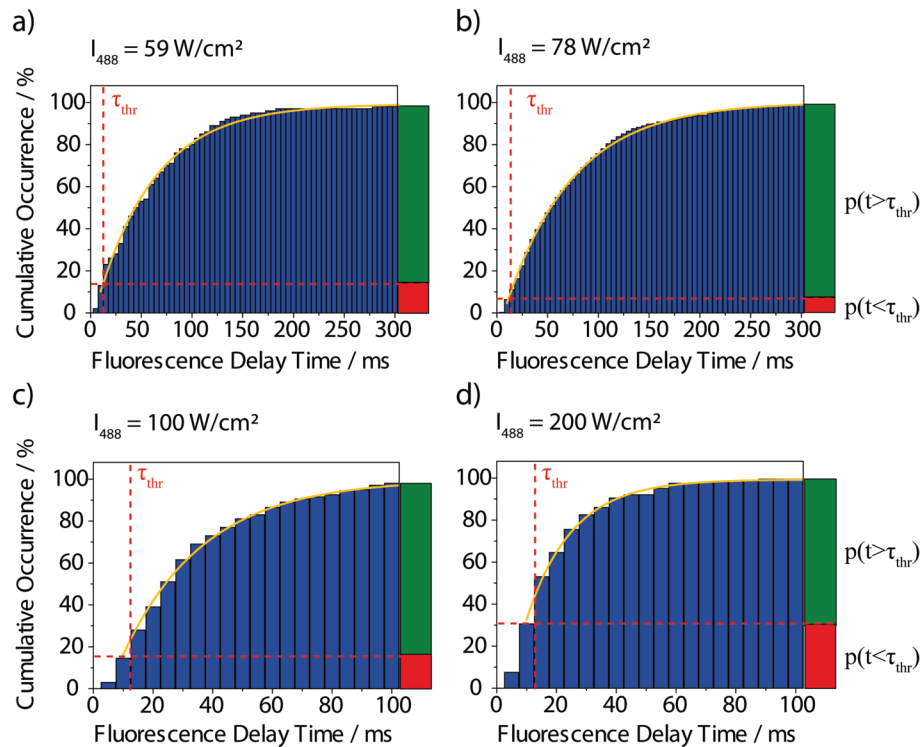 a)
I₄₈₈ = 59 W/cm²
τthr
Cumulative Occurrence / %
100
80
60
40
20
0
0 50 100 150 200 250 300
Fluorescence Delay Time / ms
b)
I₄₈₈ = 78 W/cm²
τthr
100
80
60
40
20
0
0 50 100 150 200 250 300
Fluorescence Delay Time / ms
p(t>τthr)
p(t<τthr)
c)
I₄₈₈ = 100 W/cm²
τthr
Cumulative Occurrence / %
100
80
60
40
20
0
20 40 60 80 100
Fluorescence Delay Time / ms
d)
I₄₈₈ = 200 W/cm²
τthr
100
80
60
40
20
0
20 40 60 80 100
Fluorescence Delay Time / ms
p(t>τthr)
p(t<τthr)